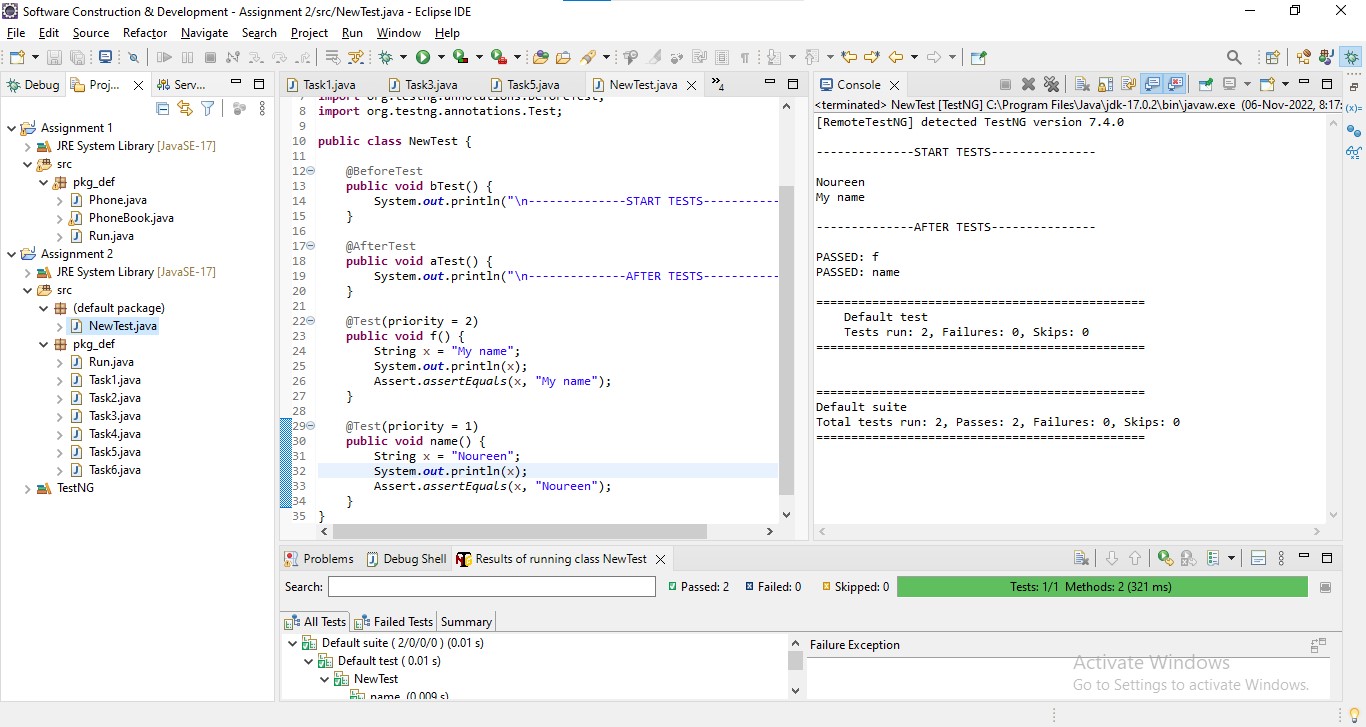 Software Construction & Development - Assignment 2/src/NewTest.java - Eclipse IDE
File Edit Source Refactor Navigate Search Project Run Window Help
Debug Proj... Serv...
Assignment 1
JRE System Library [JavaSE-17]
src
pkg_def
Phone.java
PhoneBook.java
Run.java
Assignment 2
JRE System Library [JavaSE-17]
src
(default package)
NewTest.java
pkg_def
Run.java
Task1.java
Task2.java
Task3.java
Task4.java
Task5.java
Task6.java
TestNG
Task1.java Task3.java Task5.java NewTest.java »4
7 import org.testng.annotations.BeforeTest;
8 import org.testng.annotations.Test;
9
10 public class NewTest {
11
12 @BeforeTest
13 public void bTest() {
14 System.out.println("\n--------------START TESTS-----------
15 }
16
17 @AfterTest
18 public void aTest() {
19 System.out.println("\n--------------AFTER TESTS-----------
20 }
21
22 @Test(priority = 2)
23 public void f() {
24 String x = "My name";
25 System.out.println(x);
26 Assert.assertEquals(x, "My name");
27 }
28
29 @Test(priority = 1)
30 public void name() {
31 String x = "Noureen";
32 System.out.println(x);
33 Assert.assertEquals(x, "Noureen");
34 }
35 }
Console
<terminated> NewTest [TestNG] C:\Program Files\Java\jdk-17.0.2\bin\javaw.exe (06-Nov-2022, 8:17:
[RemoteTestNG] detected TestNG version 7.4.0
--------------START TESTS---------------
Noureen
My name
--------------AFTER TESTS---------------
PASSED: f
PASSED: name
===============================================
Default test
Tests run: 2, Failures: 0, Skips: 0
===============================================
===============================================
Default suite
Total tests run: 2, Passes: 2, Failures: 0, Skips: 0
===============================================
(x)=
Problems Debug Shell Results of running class NewTest
Search: Passed: 2 Failed: 0 Skipped: 0 Tests: 1/1 Methods: 2 (321 ms)
All Tests Failed Tests Summary
Default suite ( 2/0/0/0 ) (0.01 s)
Default test ( 0.01 s)
NewTest
name (0.009 s)
Failure Exception
Activate Windows
Go to Settings to activate Windows.